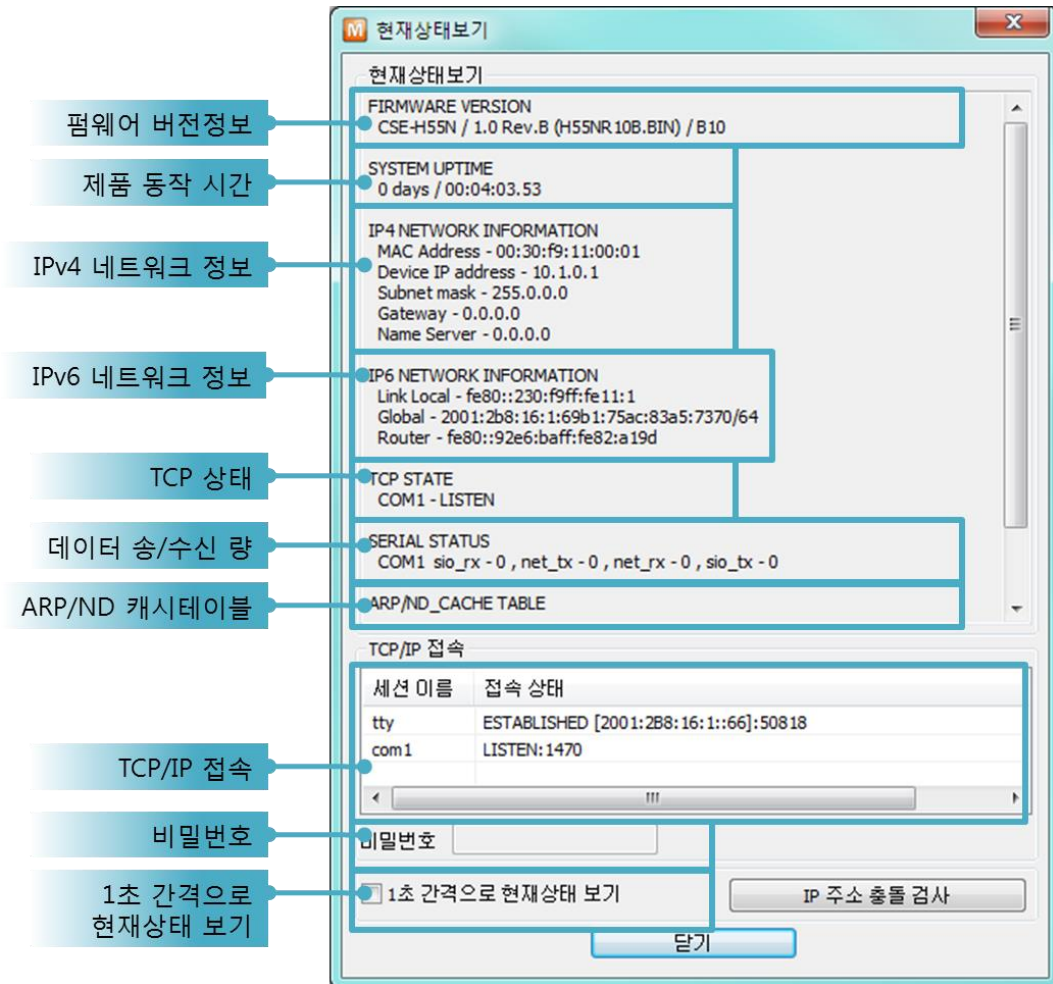 현재상태보기
현재상태보기
펌웨어 버전정보
FIRMWARE VERSION
CSE-H55N / 1.0 Rev.B (H55NR10B.BIN) / B10
제품 동작 시간
SYSTEM UPTIME
0 days / 00:04:03.53
IPv4 네트워크 정보
IP4 NETWORK INFORMATION
MAC Address - 00:30:f9:11:00:01
Device IP address - 10.1.0.1
Subnet mask - 255.0.0.0
Gateway - 0.0.0.0
Name Server - 0.0.0.0
IPv6 네트워크 정보
IP6 NETWORK INFORMATION
Link Local - fe80::230:f9ff:fe11:1
Global - 2001:2b8:16:1:69b1:75ac:83a5:7370/64
Router - fe80::92e6:baff:fe82:a19d
TCP 상태
TCP STATE
COM1 - LISTEN
데이터 송/수신 량
SERIAL STATUS
COM1 sio_rx - 0 , net_tx - 0 , net_rx - 0 , sio_tx - 0
ARP/ND 캐시테이블
ARP/ND_CACHE TABLE
TCP/IP 접속
세션 이름 접속 상태
tty ESTABLISHED [2001:2B8:16:1::66]:50818
com1 LISTEN:1470
TCP/IP 접속
비밀번호
비밀번호
1초 간격으로
현재상태 보기
1초 간격으로 현재상태 보기
IP 주소 충돌 검사
닫기